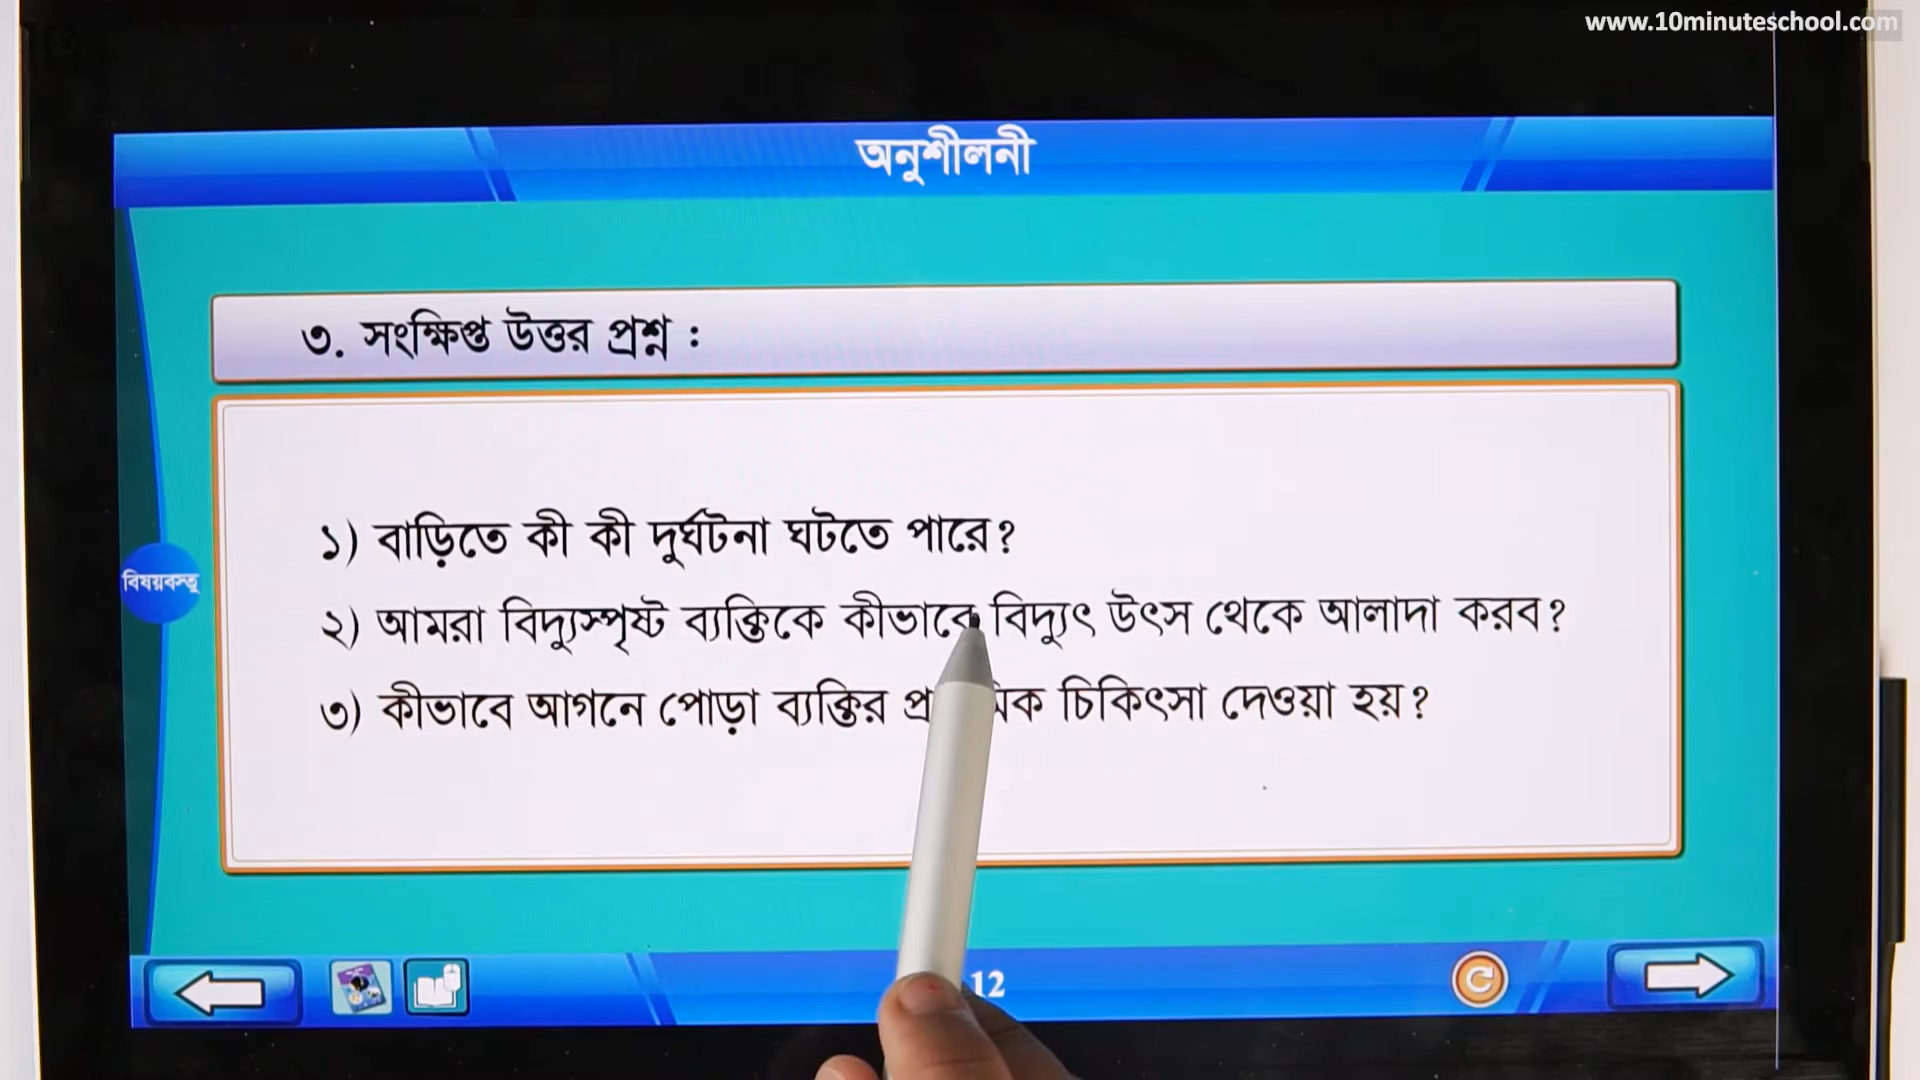 www.10minuteschool.com
অনুশীলনী
৩. সংক্ষিপ্ত উত্তর প্রশ্ন :
১) বাড়িতে কী কী দুর্ঘটনা ঘটতে পারে?
২) আমরা বিদ্যুস্পৃষ্ট ব্যক্তিকে কীভাবে বিদ্যুৎ উৎস থেকে আলাদা করব?
৩) কীভাবে আগনে পোড়া ব্যক্তির চিকিৎসা দেওয়া হয়?
বিষয়বস্তু
12